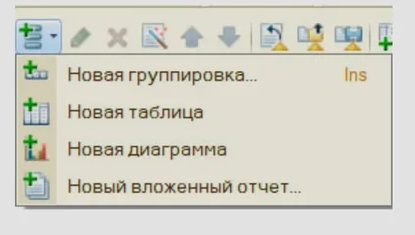 Новая группировка... Ins
Новая таблица
Новая диаграмма
Новый вложенный отчет...